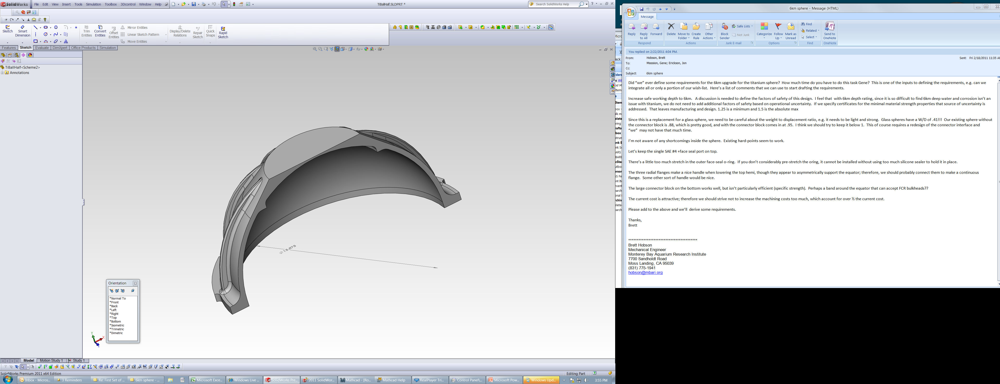 SolidWorks File Edit View Insert Tools Simulation Toolbox 3Dcontrol Window Help
TiBallHalf.SLDPRT *
Search SolidWorks Help
Sketch
Smart Dimension
Trim Entities
Convert Entities
Offset Entities
Mirror Entities
Linear Sketch Pattern
Move Entities
Display/Delete Relations
Repair Sketch
Quick Snaps
Rapid Sketch
Features Sketch Evaluate DimXpert Office Products Simulation
TiBallHalf<Scheme2>
Annotations
Ø15.875
Orientation
*Normal To
*Front
*Back
*Left
*Right
*Top
*Bottom
*Isometric
*Trimetric
*Dimetric
Y
X
Z
Model Motion Study 1 Study 1
SolidWorks Premium 2011 x64 Edition
Editing Part
Inbox - Micros... 3 Reminders Re: First Set of ... 6km sphere - ... Microsoft Exce... Windows Live ... SolidWorks Pre... 2011 SolidWor... Mathcad - [Ro... Mathcad Help RealPlayer Tri... Control Panel\... Microsoft Pow... Windows Upd... 3:55 PM
6km sphere - Message (HTML)
Message
Reply
Reply to All
Forward
Delete
Move to Folder
Create Rule
Other Actions
Block Sender
Safe Lists
Not Junk
Categorize
Follow Up
Mark as Unread
Find
Related
Select
Send to OneNote
Respond Actions Junk E-mail Options Find OneNote
You replied on 2/22/2011 4:04 PM.
From: Hobson, Brett
Sent: Fri 2/18/2011 11:35 A
To: Massion, Gene; Erickson, Jon
Cc:
Subject: 6km sphere
Did “we” ever define some requirements for the 6km upgrade for the titanium sphere? How much time do you have to do this task Gene? This is one of the inputs to defining the requirements, e.g. can we
integrate all or only a portion of our wish-list. Here’s a list of comments that we can use to start drafting the requirements.
Increase safe working depth to 6km. A discussion is needed to define the factors of safety of this design. I feel that with 6km depth rating, since it is so difficult to find 6km deep water and corrosion isn’t an
issue with titanium, we do not need to add additional factors of safety based on operational uncertainty. If we specify certificates for the minimal material strength properties that source of uncertainty is
addressed. That leaves manufacturing and design. 1.25 is a minimum and 1.5 is the absolute max
Since this is a replacement for a glass sphere, we need to be careful about the weight to displacement ratio, e.g. it needs to be light and strong. Glass spheres have a W/D of .41!!! Our existing sphere without
the connector block is .88, which is pretty good, and with the connector block comes in at .95. I think we should try to keep it below 1. This of course requires a redesign of the connector interface and
“we” may not have that much time.
I’m not aware of any shortcomings inside the sphere. Existing hard-points seem to work.
Let’s keep the single SAE #4 +face seal port on top.
There’s a little too much stretch in the outer face-seal o-ring. If you don’t considerably pre-stretch the oring, it cannot be installed without using too much silicone sealer to hold it in place.
The three radial flanges make a nice handle when lowering the top hemi, though they appear to asymmetrically support the equator; therefore, we should probably connect them to make a continuous
flange. Some other sort of handle would be nice.
The large connector block on the bottom works well, but isn’t particularly efficient (specific strength). Perhaps a band around the equator that can accept FCR bulkheads??
The current cost is attractive; therefore we should strive not to increase the machining costs too much, which account for over ½ the current cost.
Please add to the above and we’ll derive some requirements.
Thanks,
Brett
*****************************************
Brett Hobson
Mechanical Engineer
Monterey Bay Aquarium Research Institute
7700 Sandholdt Road
Moss Landing, CA 95039
(831) 775-1941
hobson@mbari.org